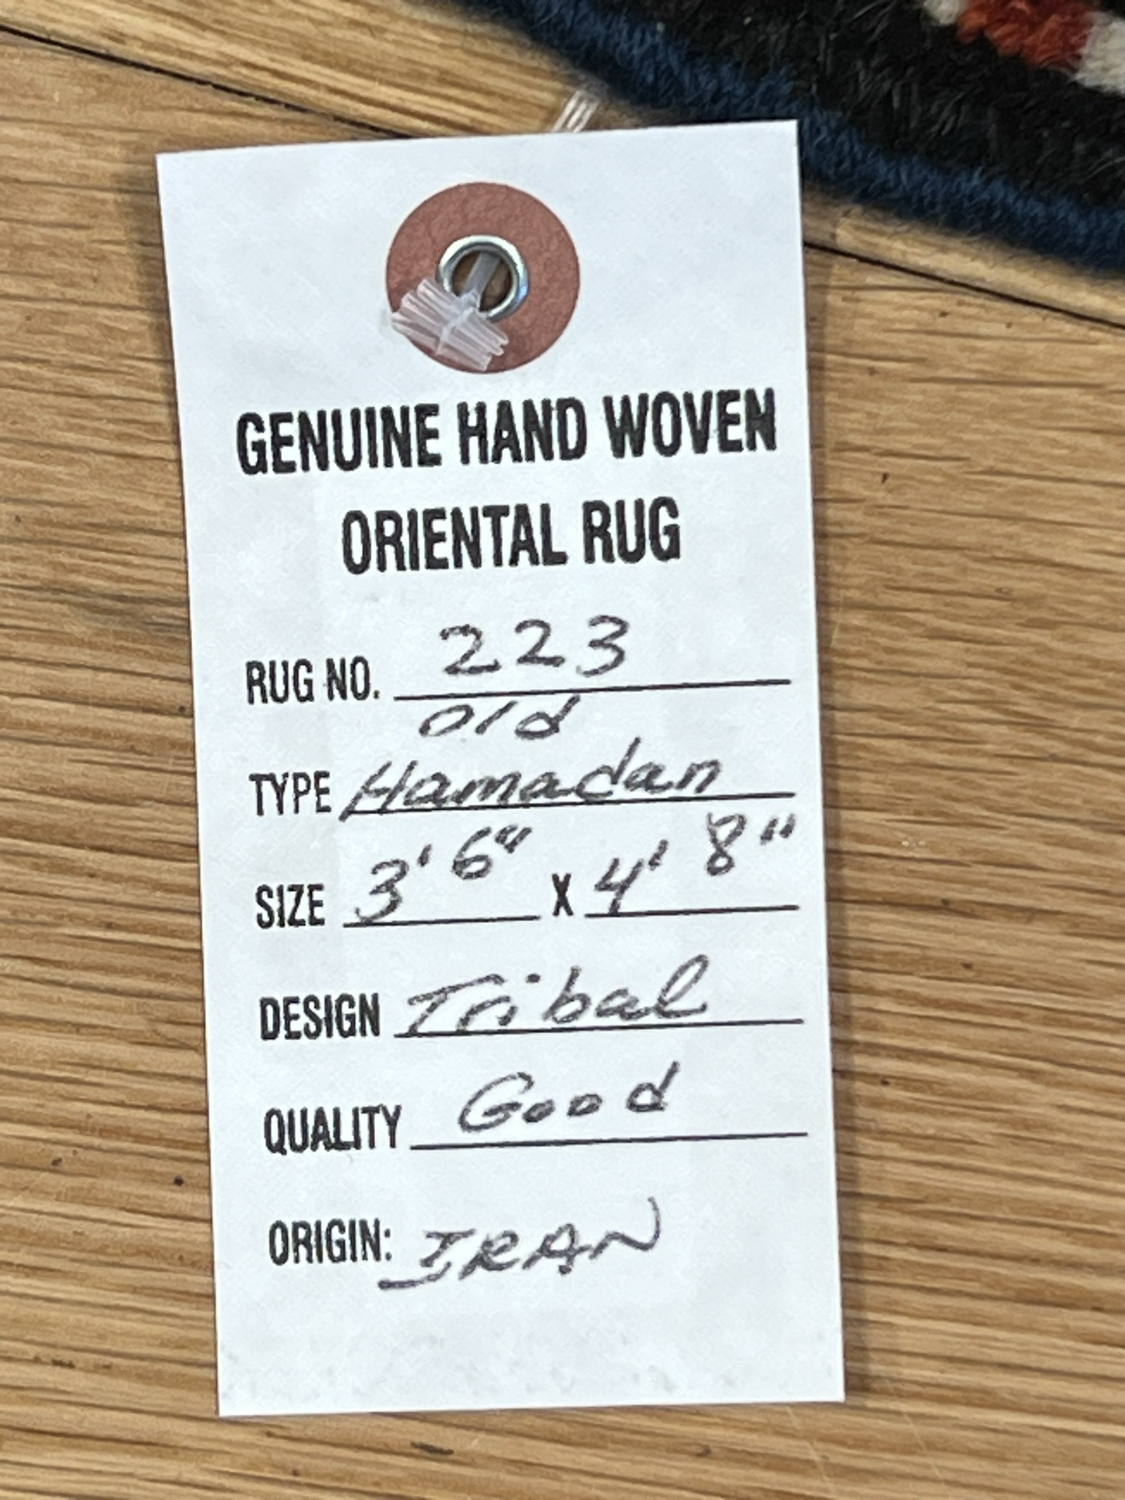 GENUINE HAND WOVEN
ORIENTAL RUG
RUG NO. 223
old
TYPE Hamadan
SIZE 3' 6" X 4' 8"
DESIGN Tribal
QUALITY Good
ORIGIN: IRAN